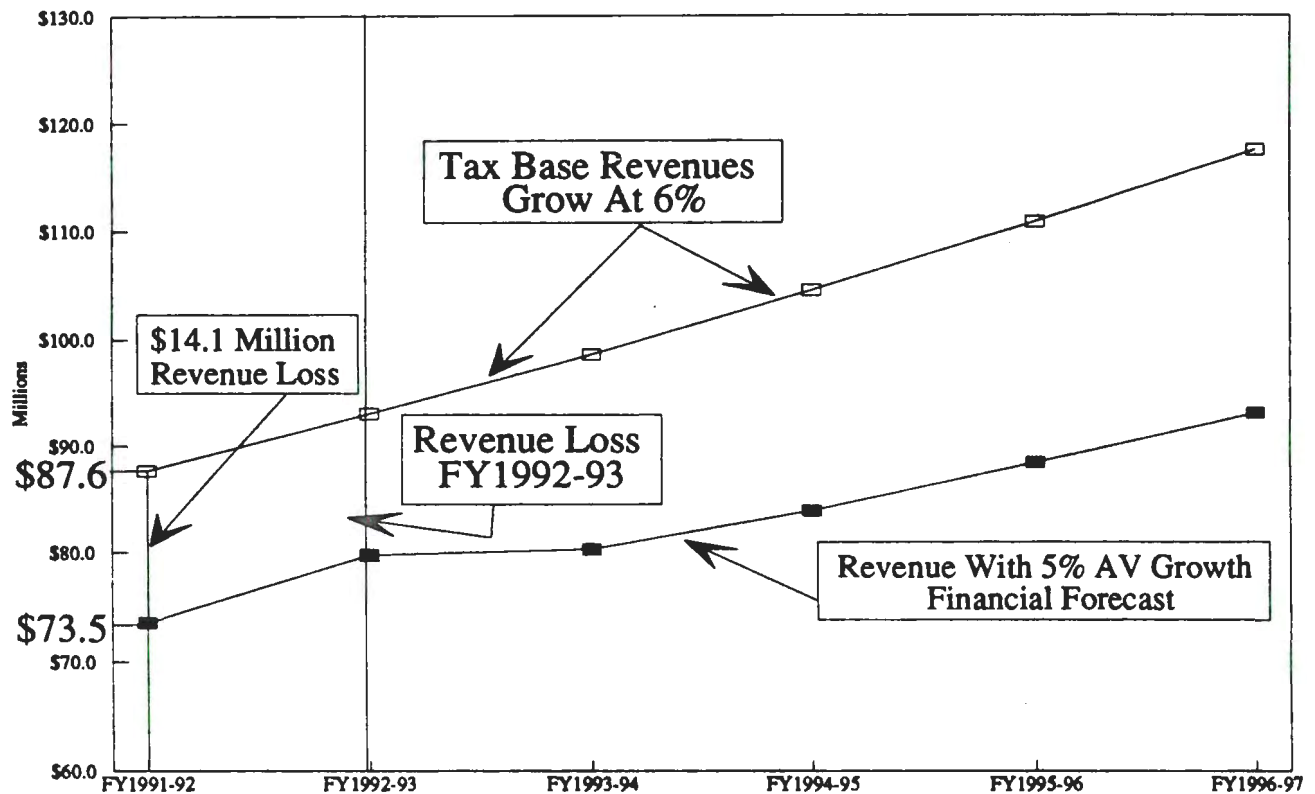 $130.0
$120.0
Tax Base Revenues
Grow At 6%
$110.0
$14.1 Million
Revenue Loss
$100.0
Millions
Revenue Loss
FY1992-93
$90.0
$87.6
$80.0
Revenue With 5% AV Growth
Financial Forecast
$73.5
$70.0
$60.0
FY1991-92 FY1992-93 FY1993-94 FY1994-95 FY1995-96 FY1996-97